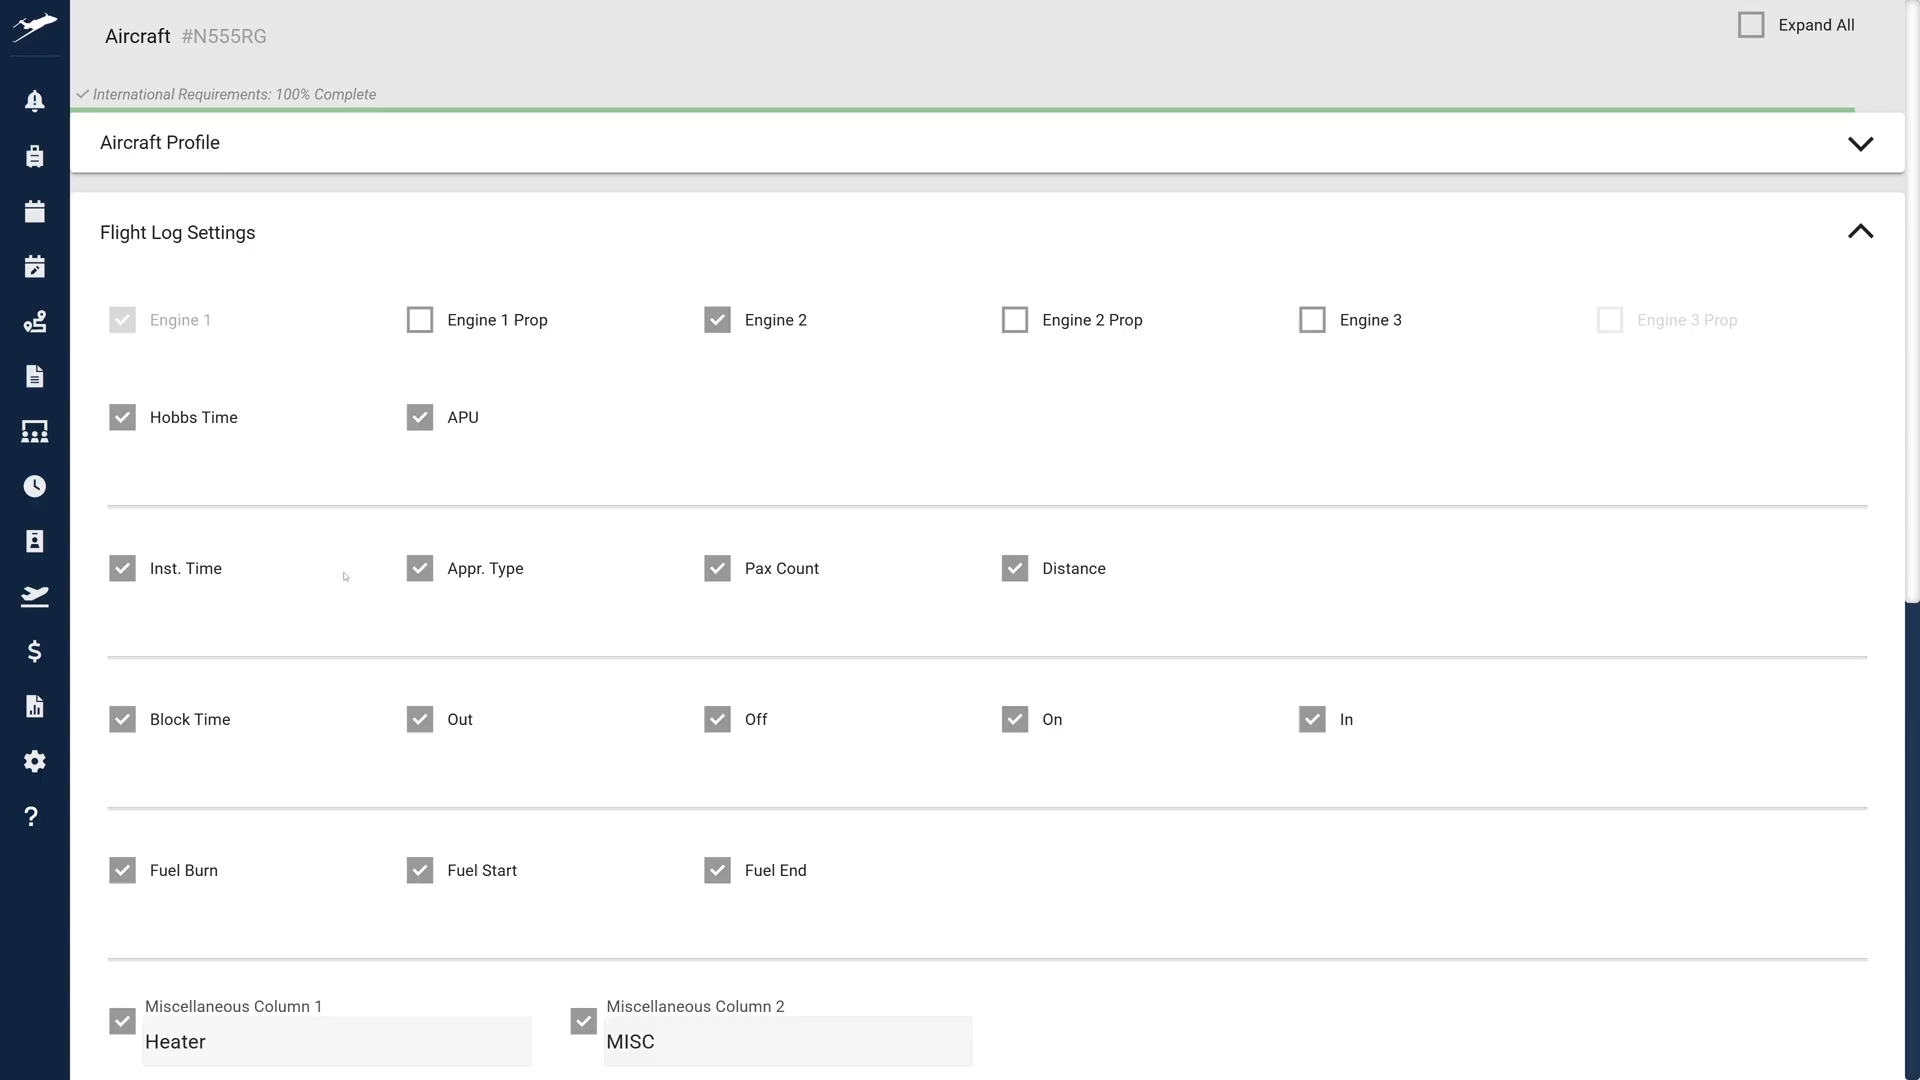 Aircraft #N555RG
Expand All
International Requirements: 100% Complete
Aircraft Profile
Flight Log Settings
Engine 1
Engine 1 Prop
Engine 2
Engine 2 Prop
Engine 3
Engine 3 Prop
Hobbs Time
APU
Inst. Time
Appr. Type
Pax Count
Distance
Block Time
Out
Off
On
In
Fuel Burn
Fuel Start
Fuel End
Miscellaneous Column 1
Heater
Miscellaneous Column 2
MISC